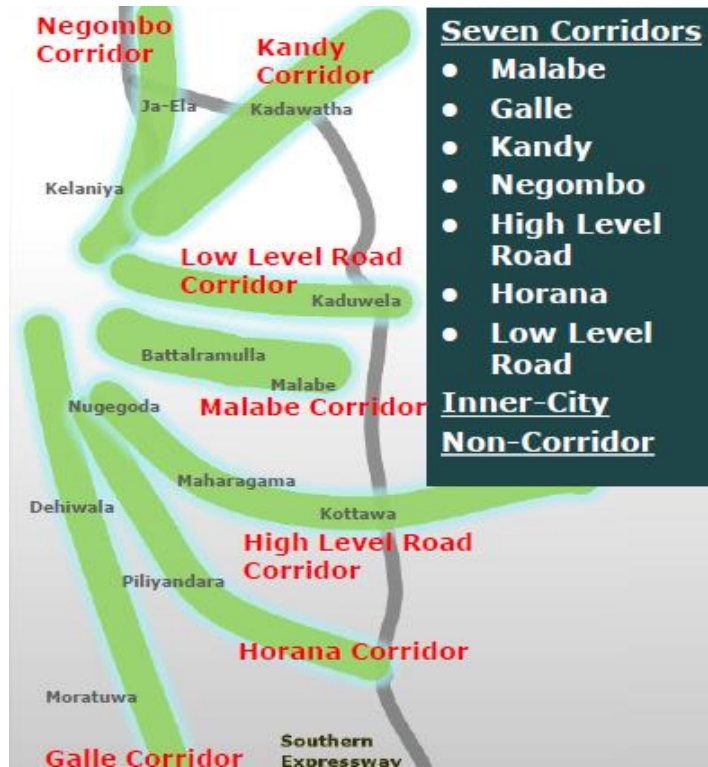 Negombo
Corridor
Kandy
Corridor
Ja-Ela
Kadawatha
Kelaniya
Low Level Road
Corridor
Kaduwela
Battalramulla
Malabe
Malabe Corridor
Nugegoda
Maharagama
Dehiwala
Kottawa
High Level Road
Corridor
Piliyandara
Horana Corridor
Moratuwa
Galle Corridor
Southern
Expressway
Seven Corridors
● Malabe
● Galle
● Kandy
● Negombo
● High Level
Road
● Horana
● Low Level
Road
Inner-City
Non-Corridor